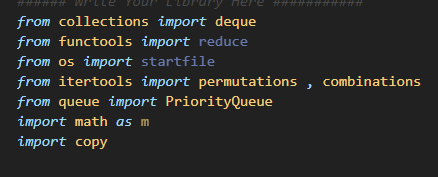 ###### Write Your Library Here ###########
from collections import deque
from functools import reduce
from os import startfile
from itertools import permutations , combinations
from queue import PriorityQueue
import math as m
import copy